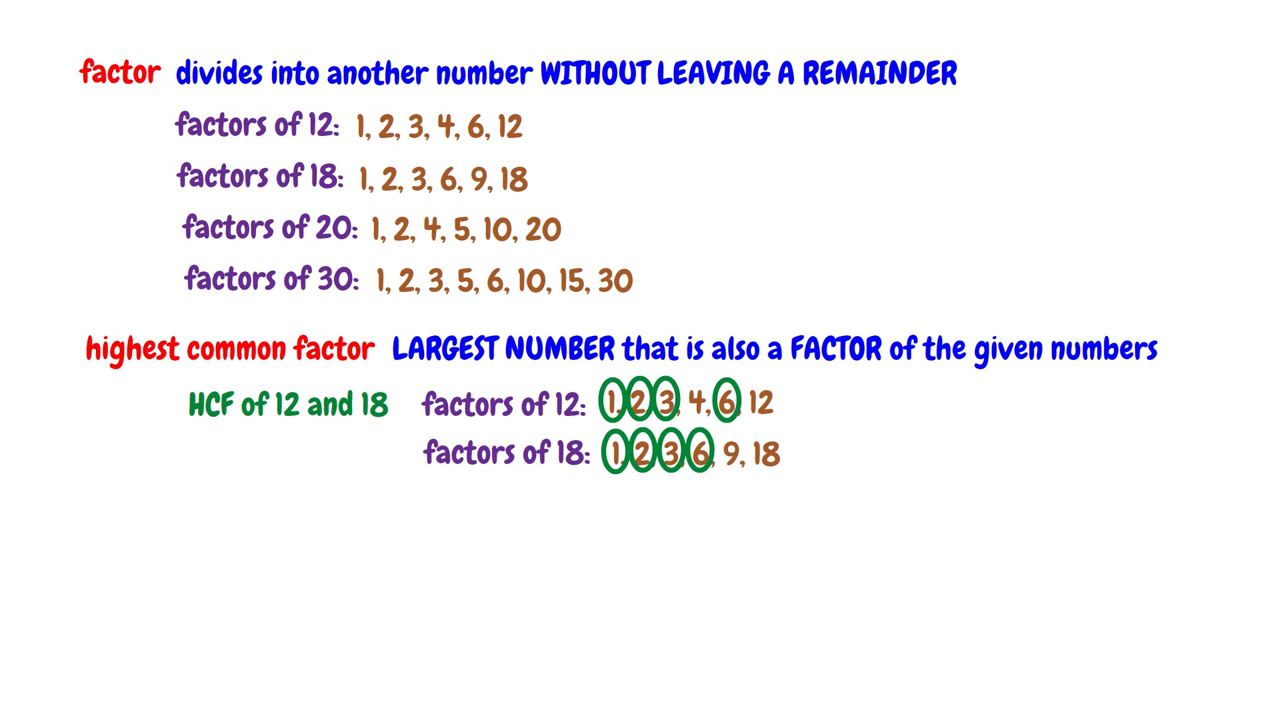 factor divides into another number WITHOUT LEAVING A REMAINDER
factors of 12: 1, 2, 3, 4, 6, 12
factors of 18: 1, 2, 3, 6, 9, 18
factors of 20: 1, 2, 4, 5, 10, 20
factors of 30: 1, 2, 3, 5, 6, 10, 15, 30
highest common factor LARGEST NUMBER that is also a FACTOR of the given numbers
HCF of 12 and 18 factors of 12: 1, 2, 3, 4, 6, 12
factors of 18: 1, 2, 3, 6, 9, 18